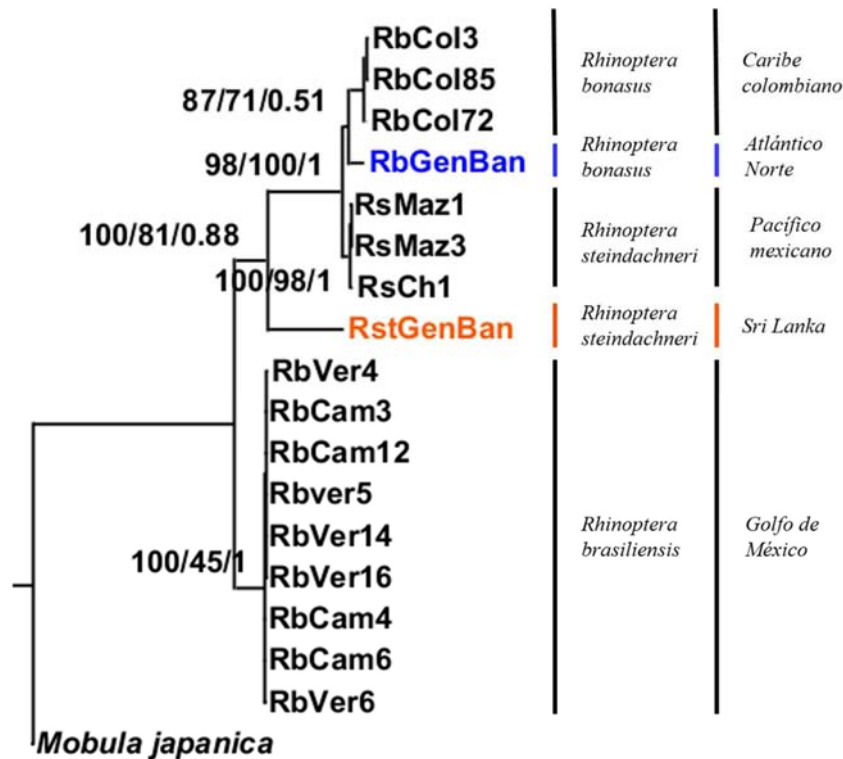 RbCol3
RbCol85
RbCol72
RbGenBan
RsMaz1
RsMaz3
RsCh1
RstGenBan
RbVer4
RbCam3
RbCam12
Rbver5
RbVer14
RbVer16
RbCam4
RbCam6
RbVer6
Mobula japanica
87/71/0.51
98/100/1
100/81/0.88
100/98/1
100/45/1
Rhinoptera
bonasus
Rhinoptera
bonasus
Rhinoptera
steindachneri
Rhinoptera
steindachneri
Rhinoptera
brasiliensis
Caribe
colombiano
Atlántico
Norte
Pacífico
mexicano
Sri Lanka
Golfo de
México